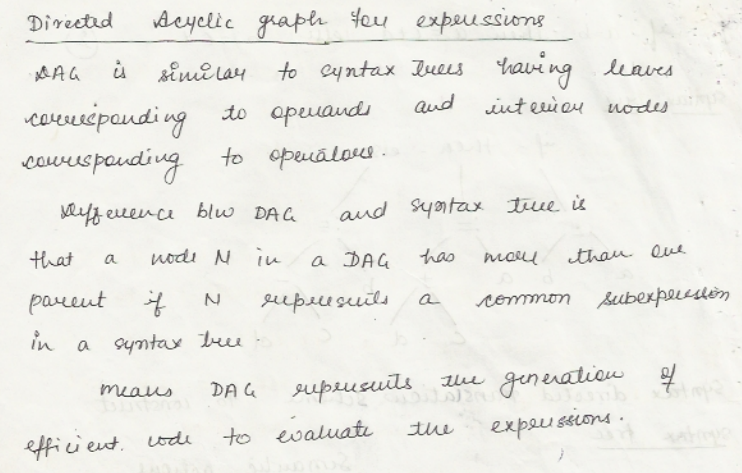 Directed Acyclic graph for expressions
DAG is similar to syntax trees having leaves
corresponding to operands and interior nodes
corresponding to operators.
Difference b/w DAG and syntax tree is
that a node N in a DAG has more than one
parent if N represents a common subexpression
in a syntax tree.
means DAG represents the generation of
efficient. code to evaluate the expressions.